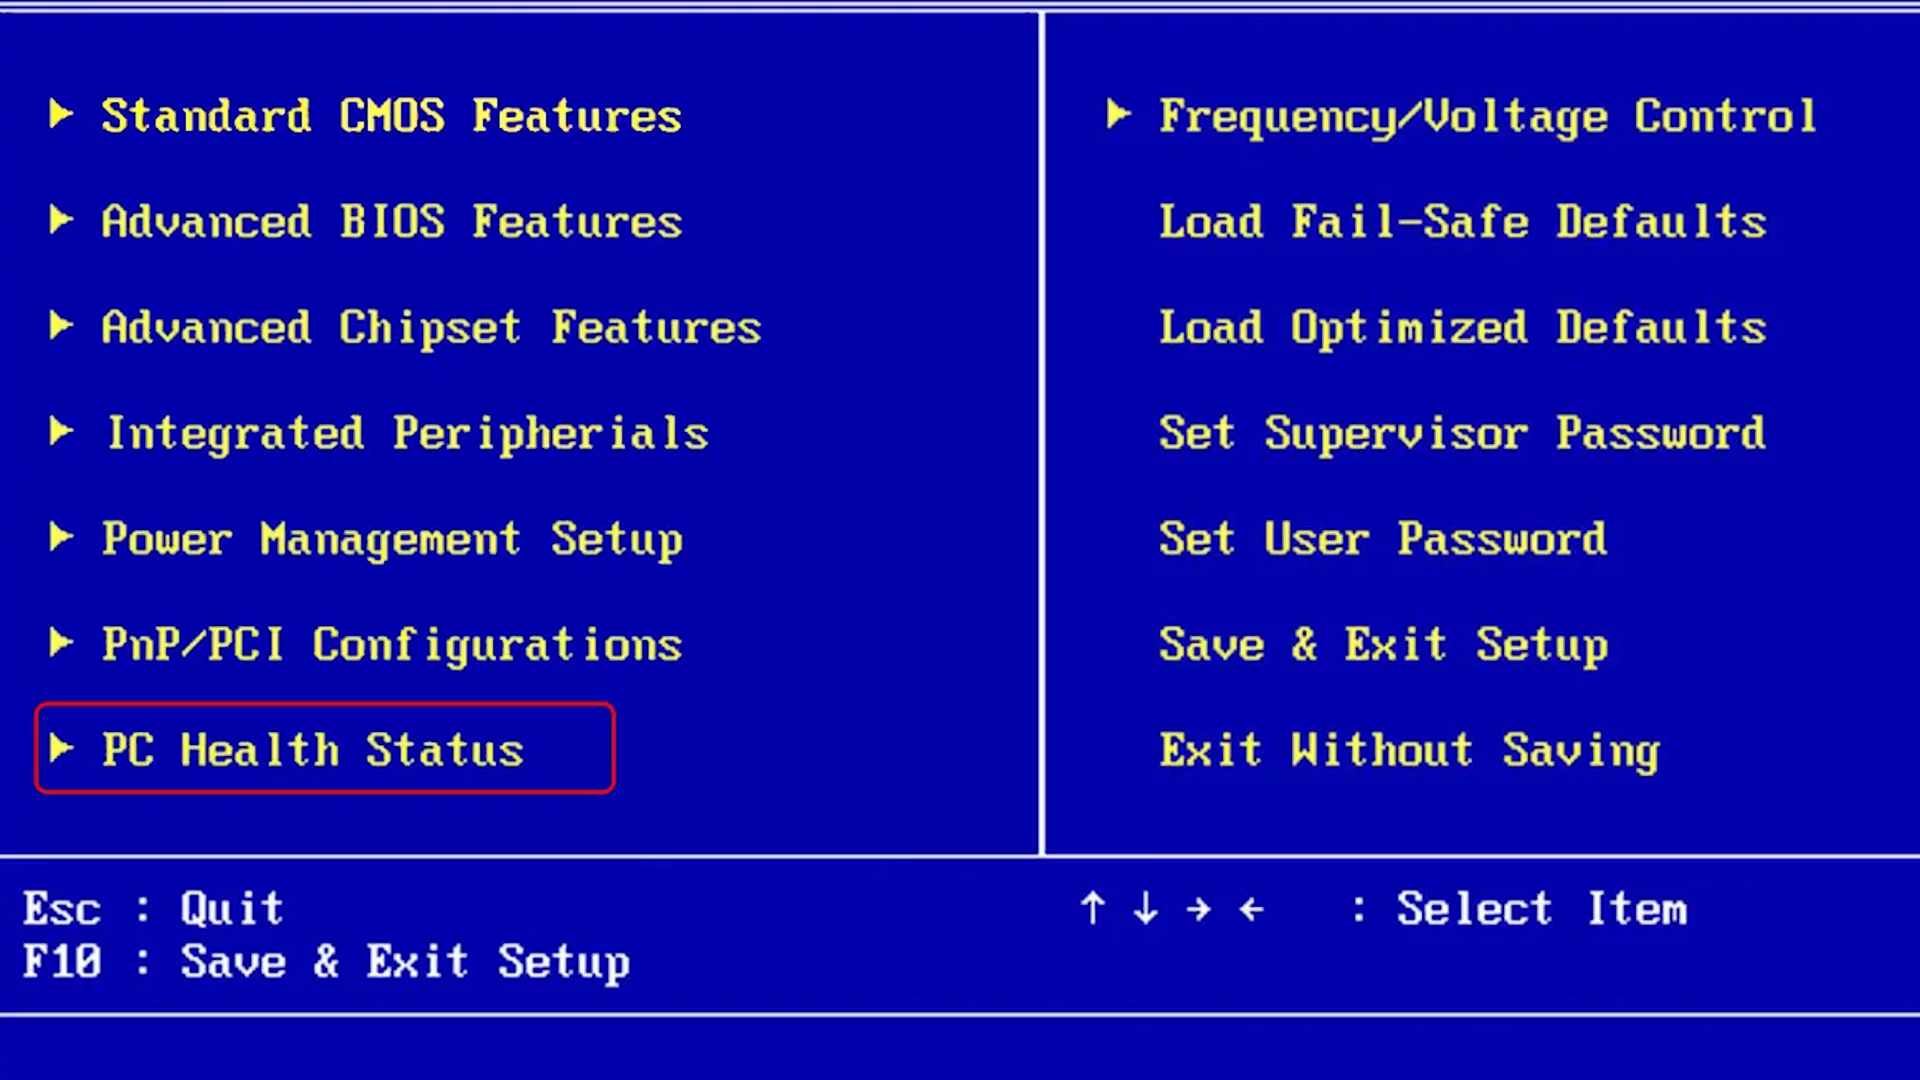 Standard CMOS Features
Advanced BIOS Features
Advanced Chipset Features
Integrated Peripherials
Power Management Setup
PnP/PCI Configurations
PC Health Status
Frequency/Voltage Control
Load Fail-Safe Defaults
Load Optimized Defaults
Set Supervisor Password
Set User Password
Save & Exit Setup
Exit Without Saving
Esc : Quit
F10 : Save & Exit Setup
↑ ↓ → ← : Select Item